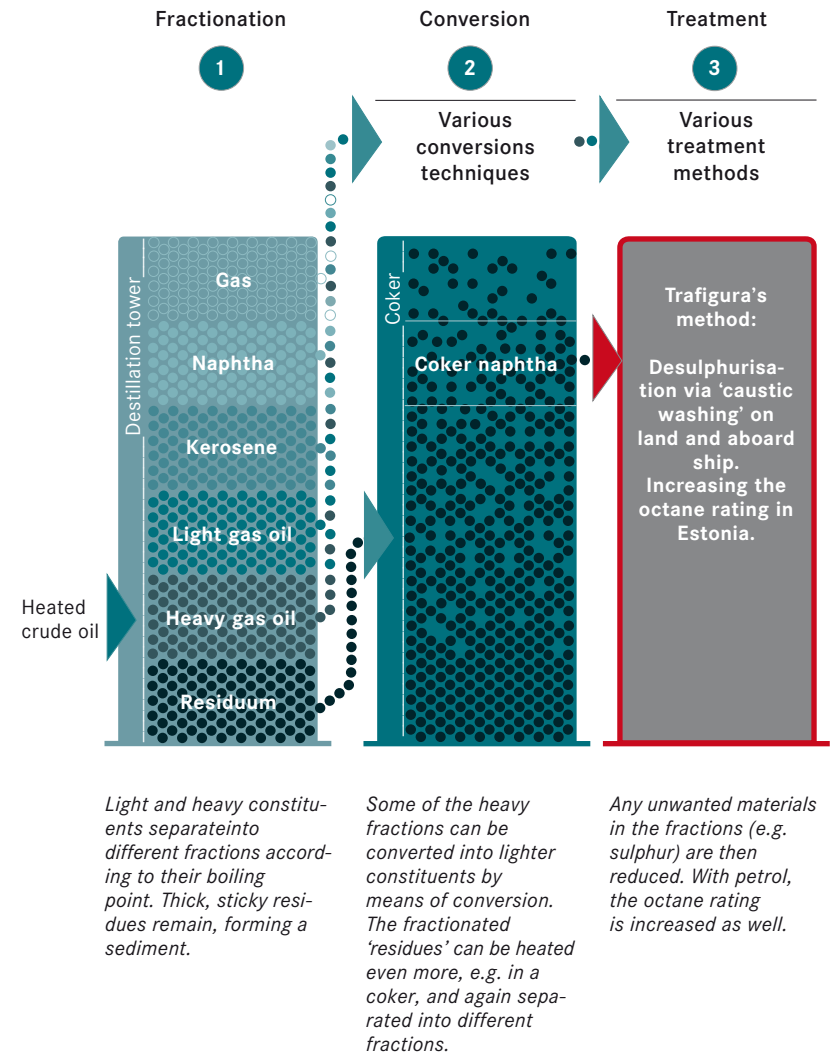 Fractionation
1
Conversion
2
Treatment
3
Various
conversions
techniques
Various
treatment
methods
Destillation tower
Gas
Naphtha
Kerosene
Light gas oil
Heavy gas oil
Residuum
Heated
crude oil
Coker
Coker naphtha
Trafigura’s
method:
Desulphurisa-
tion via ‘caustic
washing’ on
land and aboard
ship.
Increasing the
octane rating in
Estonia.
Light and heavy constitu-
ents separateinto
different fractions accord-
ing to their boiling
point. Thick, sticky resi-
dues remain, forming a
sediment.
Some of the heavy
fractions can be
converted into lighter
constituents by
means of conversion.
The fractionated
‘residues’ can be heated
even more, e.g. in a
coker, and again sepa-
rated into different
fractions.
Any unwanted materials
in the fractions (e.g.
sulphur) are then
reduced. With petrol,
the octane rating
is increased as well.